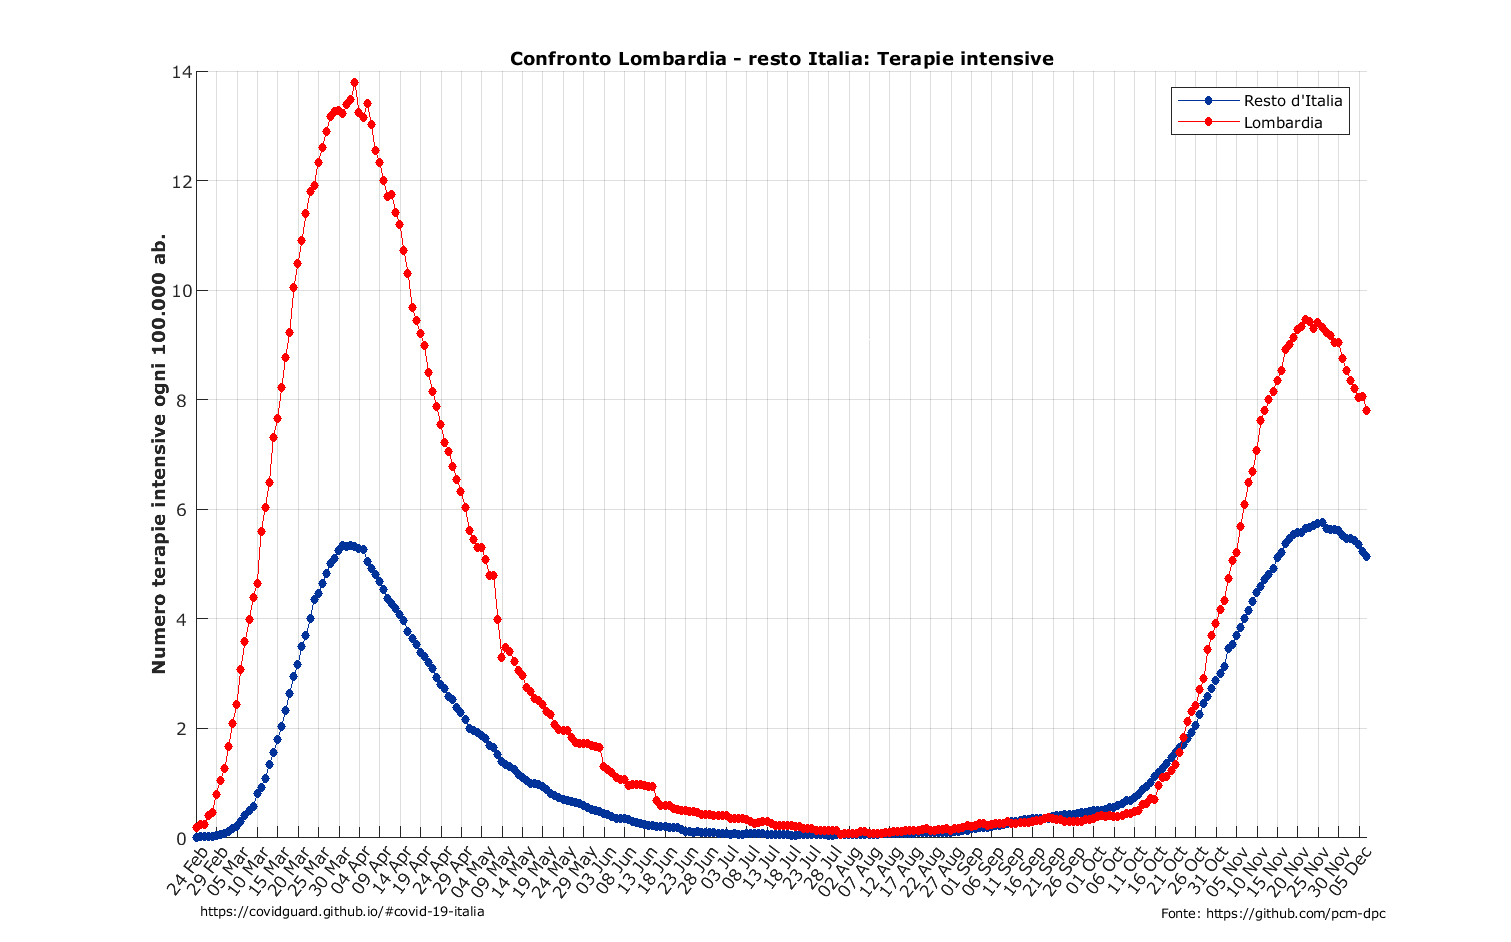 Confronto Lombardia - resto Italia: Terapie intensive
Resto d'Italia
Lombardia
Numero terapie intensive ogni 100.000 ab.
14
12
10
8
6
4
2
0
24 Feb
29 Feb
05 Mar
10 Mar
15 Mar
20 Mar
25 Mar
30 Mar
04 Apr
09 Apr
14 Apr
19 Apr
24 Apr
29 Apr
04 May
09 May
14 May
19 May
24 May
29 May
03 Jun
08 Jun
13 Jun
18 Jun
23 Jun
28 Jun
03 Jul
08 Jul
13 Jul
18 Jul
23 Jul
28 Jul
02 Aug
07 Aug
12 Aug
17 Aug
22 Aug
27 Aug
01 Sep
06 Sep
11 Sep
16 Sep
21 Sep
26 Sep
01 Oct
06 Oct
11 Oct
16 Oct
21 Oct
26 Oct
31 Oct
05 Nov
10 Nov
15 Nov
20 Nov
25 Nov
30 Nov
05 Dec
https://covidguard.github.io/#covid-19-italia
Fonte: https://github.com/pcm-dpc